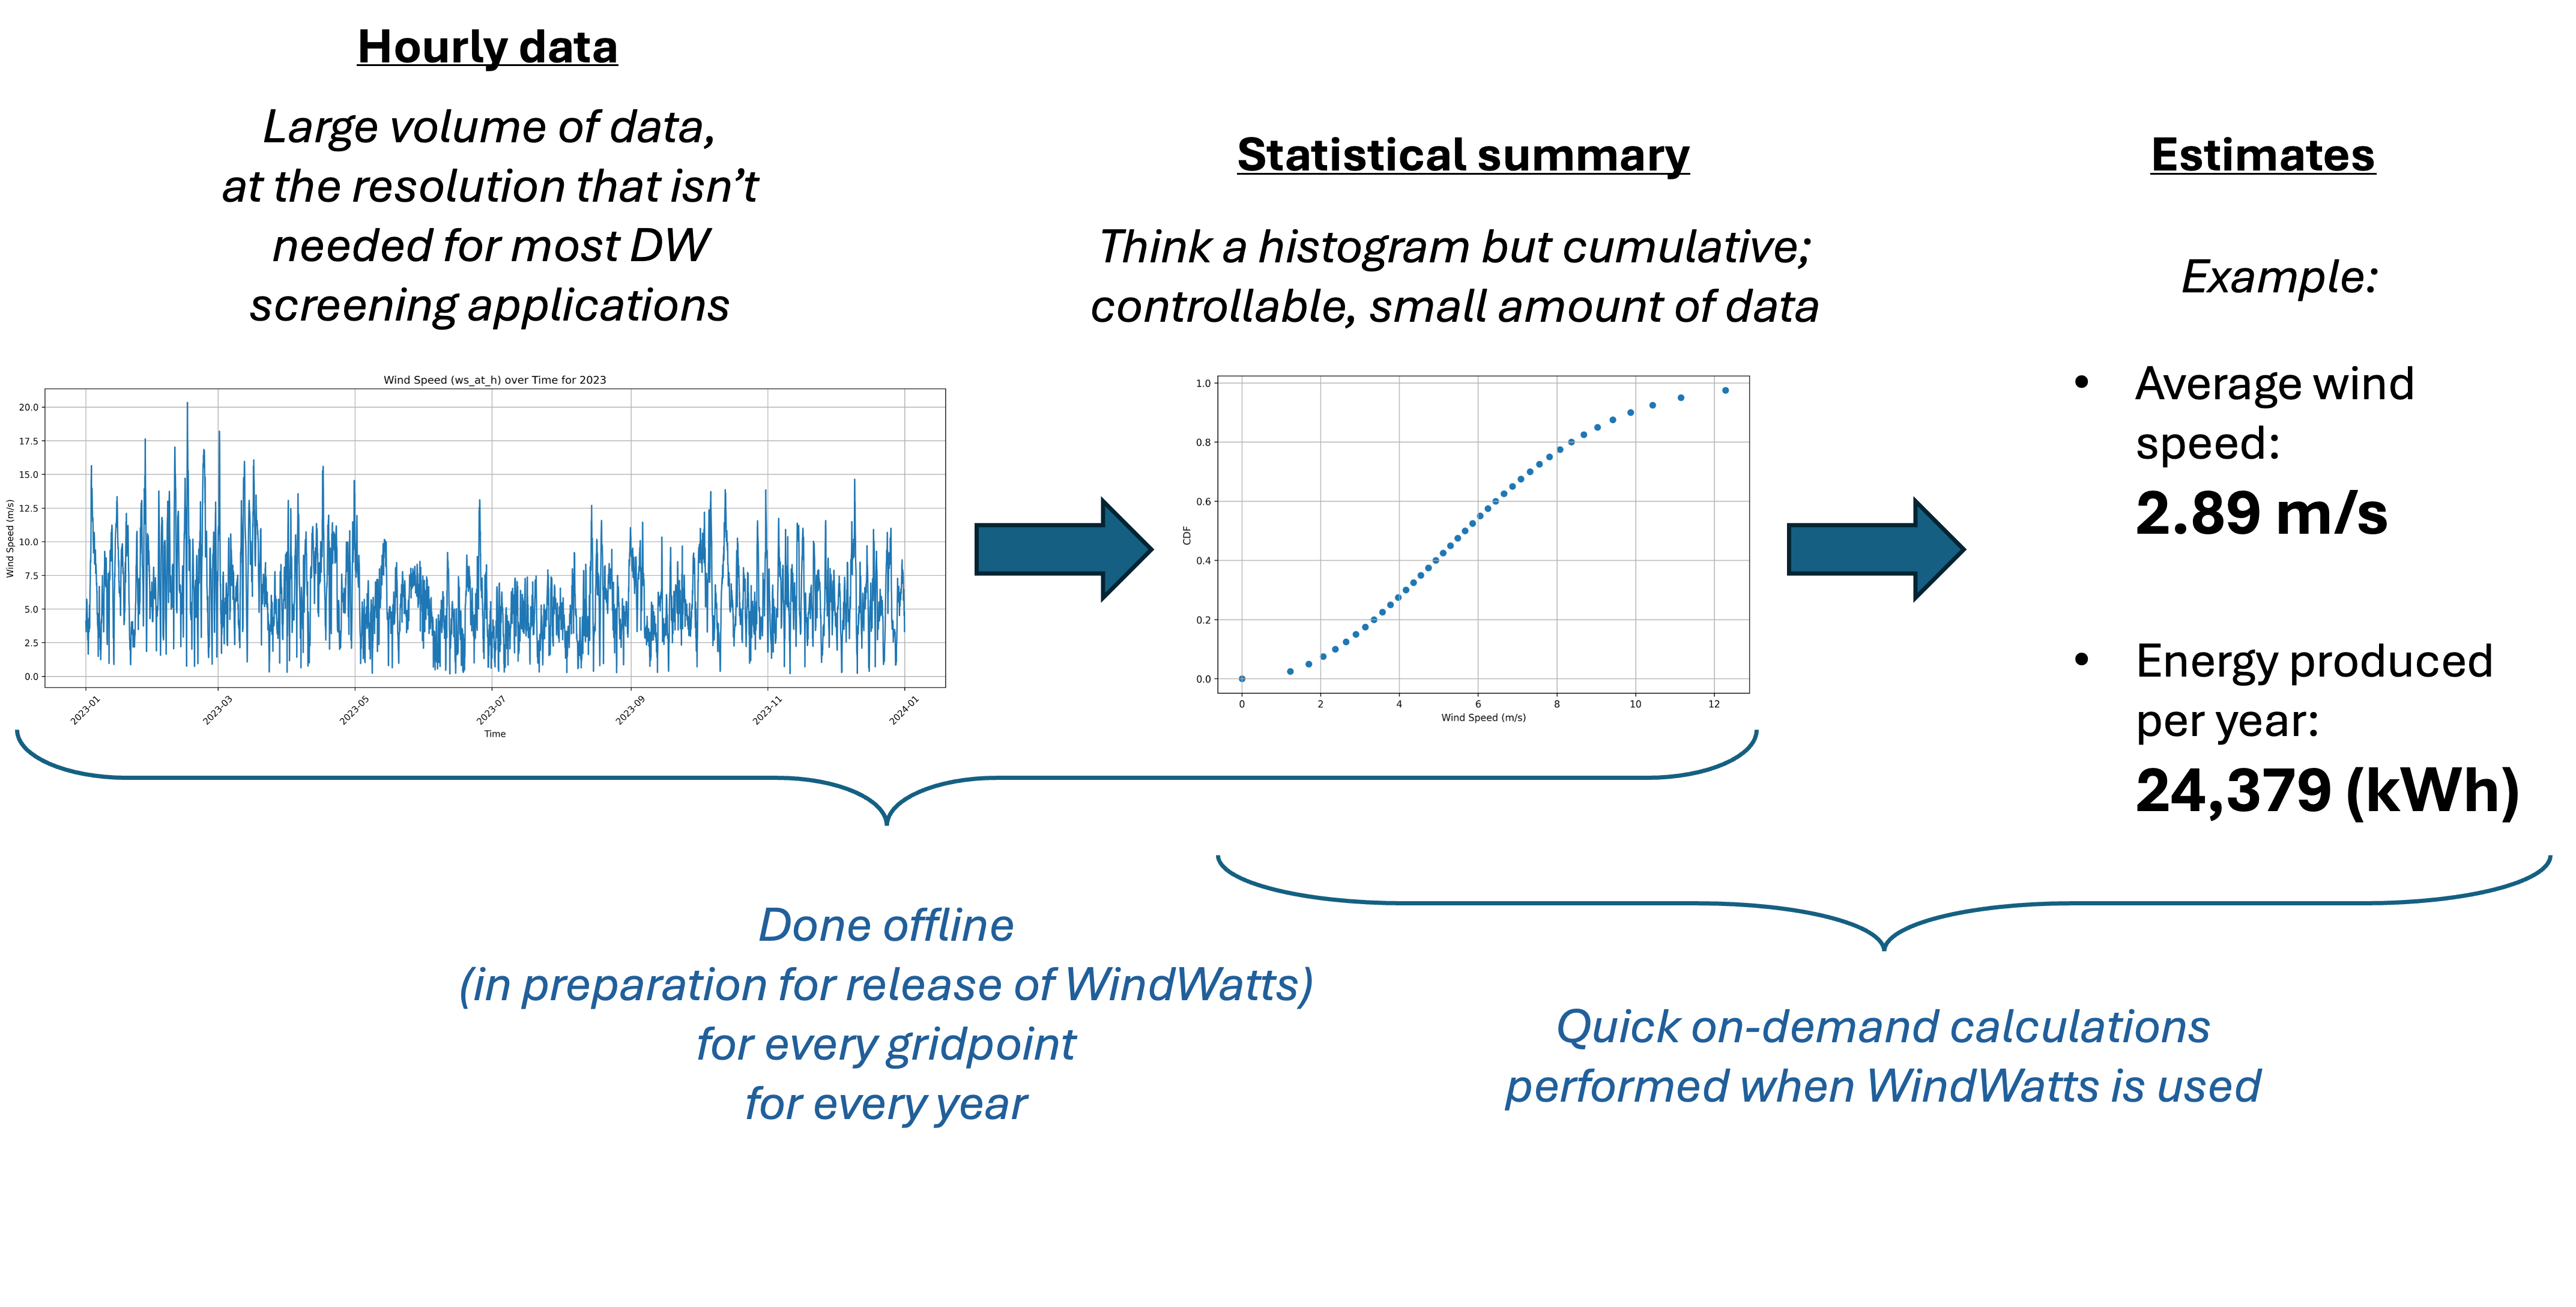 Hourly data
Large volume of data,
at the resolution that isn’t
needed for most DW
screening applications
Wind Speed (ws_at_h) over Time for 2023
Wind Speed (m/s)
20.0
17.5
15.0
12.5
10.0
7.5
5.0
2.5
0.0
2023-01
2023-03
2023-05
2023-07
2023-09
2023-11
2024-01
Time
Statistical summary
Think a histogram but cumulative;
controllable, small amount of data
CDF
1.0
0.8
0.6
0.4
0.2
0.0
0
2
4
6
8
10
12
Wind Speed (m/s)
Estimates
Example:
• Average wind
speed:
2.89 m/s
• Energy produced
per year:
24,379 (kWh)
Done offline
(in preparation for release of WindWatts)
for every gridpoint
for every year
Quick on-demand calculations
performed when WindWatts is used